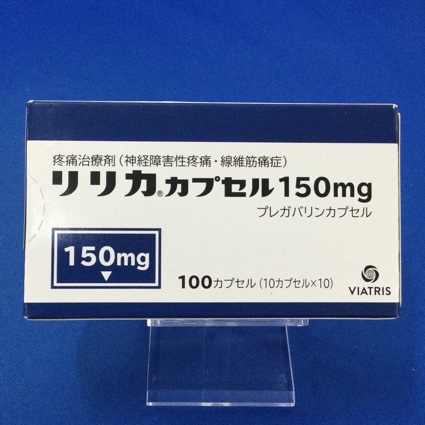 疼痛治療剤（神経障害性疼痛・線維筋痛症）
リリカ®カプセル150mg
プレガバリンカプセル
150mg
100カプセル（10カプセル×10）
VIATRIS